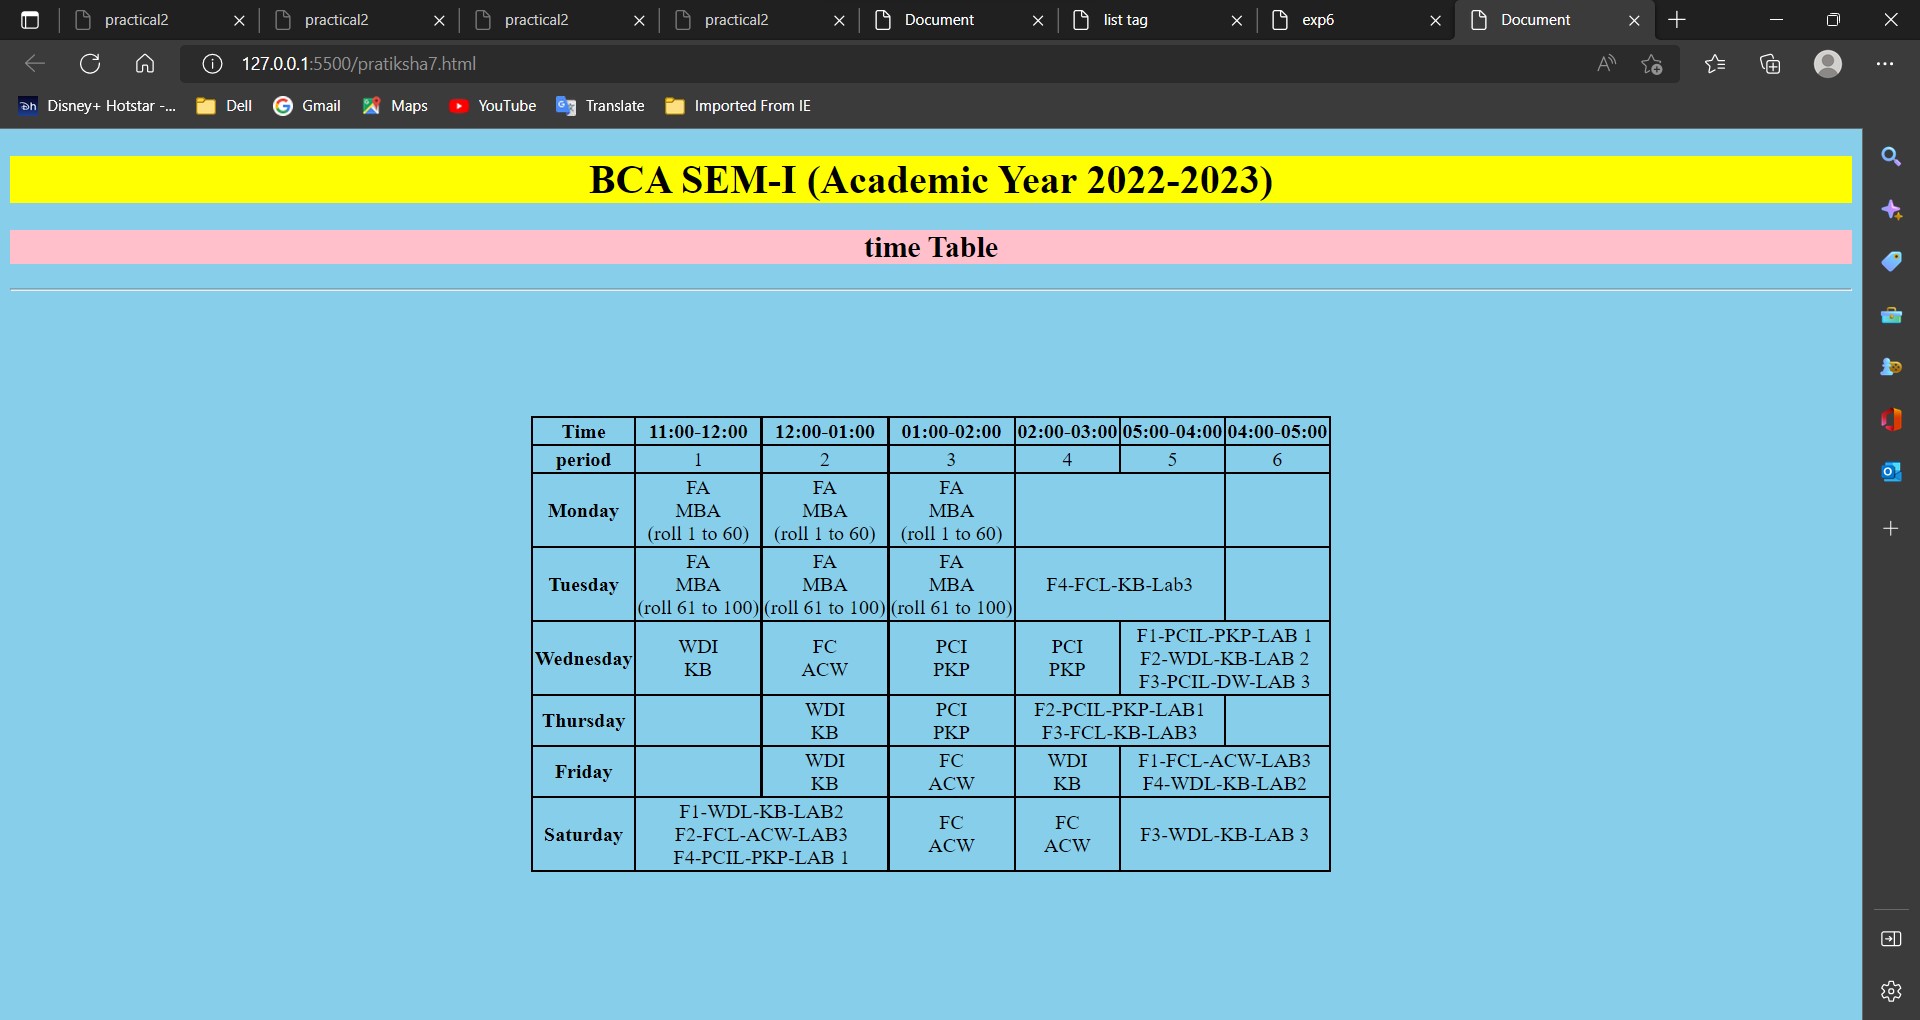 practical2 practical2 practical2 practical2 Document list tag exp6 Document
127.0.0.1:5500/pratiksha7.html
Disney+ Hotstar -... Dell Gmail Maps YouTube Translate Imported From IE
BCA SEM-I (Academic Year 2022-2023)
time Table
Time 11:00-12:00 12:00-01:00 01:00-02:00 02:00-03:00 05:00-04:00 04:00-05:00
period 1 2 3 4 5 6
Monday
FA
MBA
(roll 1 to 60)
FA
MBA
(roll 1 to 60)
FA
MBA
(roll 1 to 60)
Tuesday
FA
MBA
(roll 61 to 100)
FA
MBA
(roll 61 to 100)
FA
MBA
(roll 61 to 100)
F4-FCL-KB-Lab3
Wednesday
WDI
KB
FC
ACW
PCI
PKP
PCI
PKP
F1-PCIL-PKP-LAB 1
F2-WDL-KB-LAB 2
F3-PCIL-DW-LAB 3
Thursday
WDI
KB
PCI
PKP
F2-PCIL-PKP-LAB1
F3-FCL-KB-LAB3
Friday
WDI
KB
FC
ACW
WDI
KB
F1-FCL-ACW-LAB3
F4-WDL-KB-LAB2
Saturday
F1-WDL-KB-LAB2
F2-FCL-ACW-LAB3
F4-PCIL-PKP-LAB 1
FC
ACW
FC
ACW
F3-WDL-KB-LAB 3